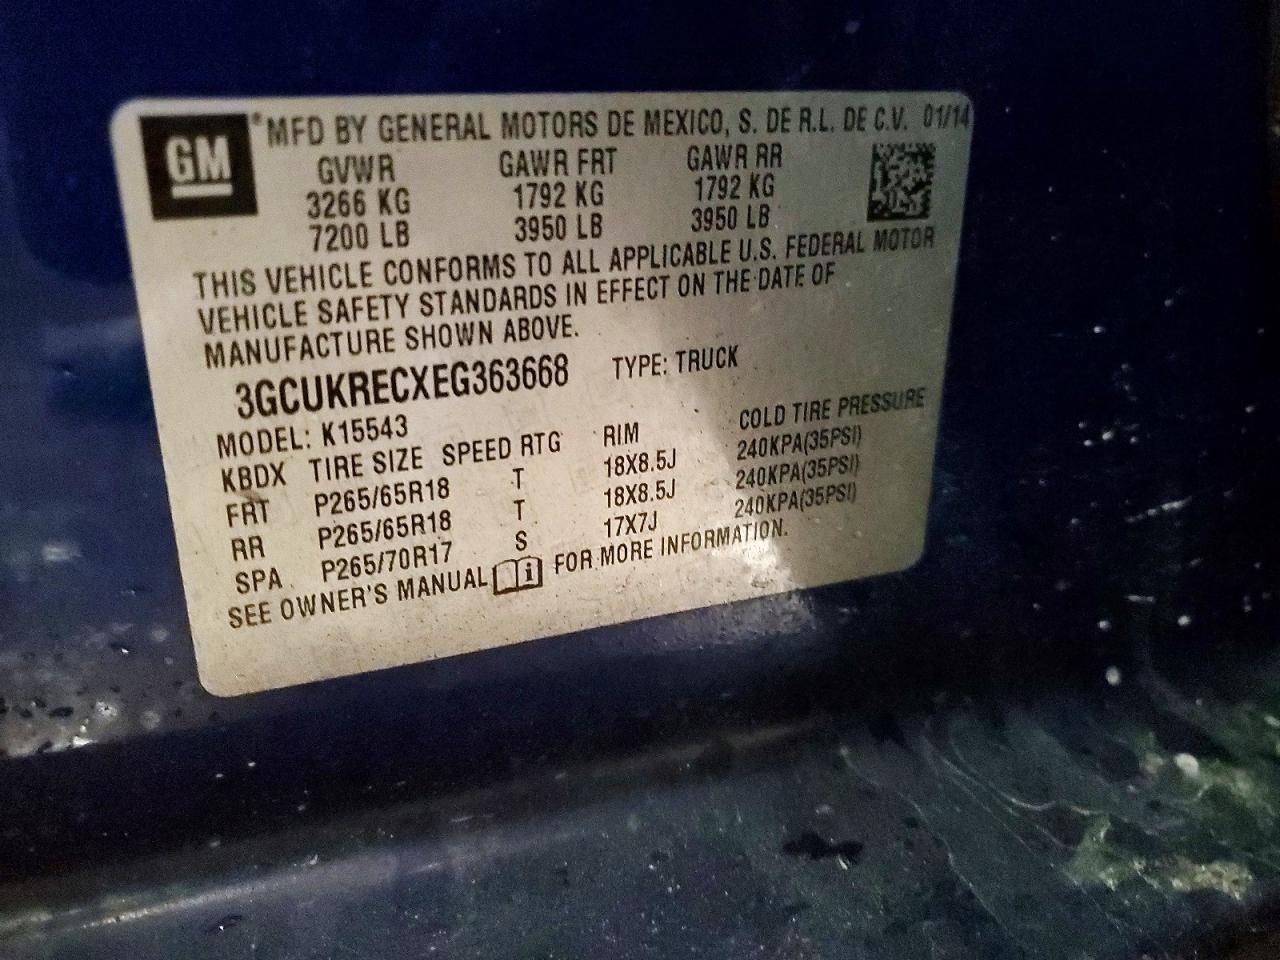 GM ® MFD BY GENERAL MOTORS DE MEXICO, S. DE R.L. DE C.V. 01/14
GVWR GAWR FRT GAWR RR
3266 KG 1792 KG 1792 KG
7200 LB 3950 LB 3950 LB
THIS VEHICLE CONFORMS TO ALL APPLICABLE U.S. FEDERAL MOTOR
VEHICLE SAFETY STANDARDS IN EFFECT ON THE DATE OF
MANUFACTURE SHOWN ABOVE.
3GCUKRECXEG363668 TYPE: TRUCK
MODEL: K15543
KBDX TIRE SIZE SPEED RTG RIM COLD TIRE PRESSURE
FRT P265/65R18 T 18X8.5J 240KPA(35PSI)
RR P265/65R18 T 18X8.5J 240KPA(35PSI)
SPA P265/70R17 S 17X7J 240KPA(35PSI)
SEE OWNER'S MANUAL i FOR MORE INFORMATION.